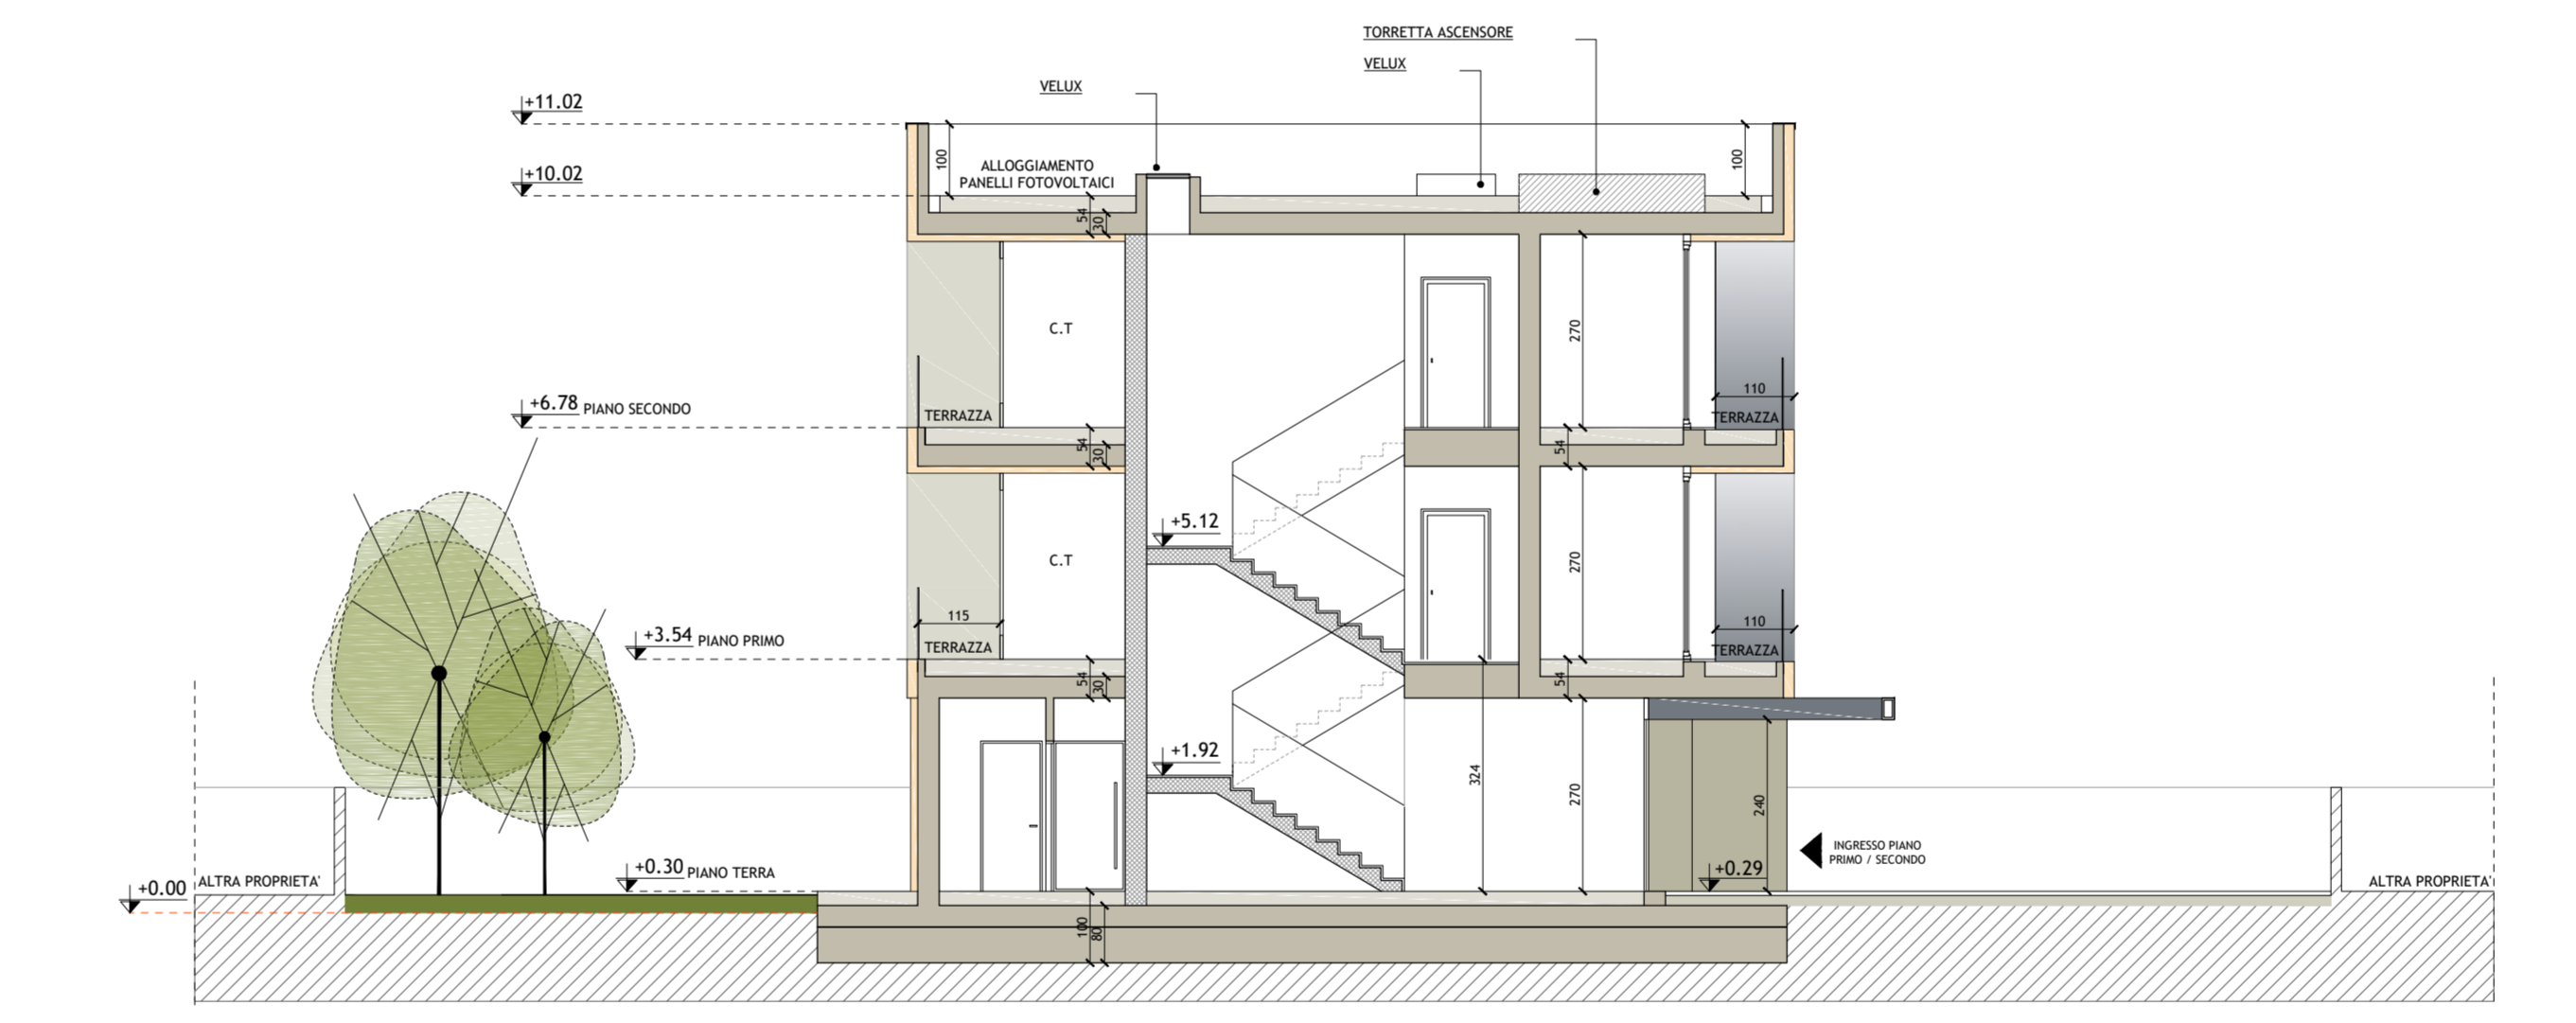 TORRETTA ASCENSORE
VELUX
VELUX
+11.02
100
100
ALLOGGIAMENTO
PANELLI FOTOVOLTAICI
+10.02
54
30
C.T
270
110
+6.78 PIANO SECONDO
TERRAZZA
TERRAZZA
54
30
54
+5.12
C.T
270
115
110
+3.54 PIANO PRIMO
TERRAZZA
TERRAZZA
54
30
54
+1.92
324
270
240
INGRESSO PIANO
PRIMO / SECONDO
+0.30 PIANO TERRA
+0.29
ALTRA PROPRIETA'
ALTRA PROPRIETA'
+0.00
100
80